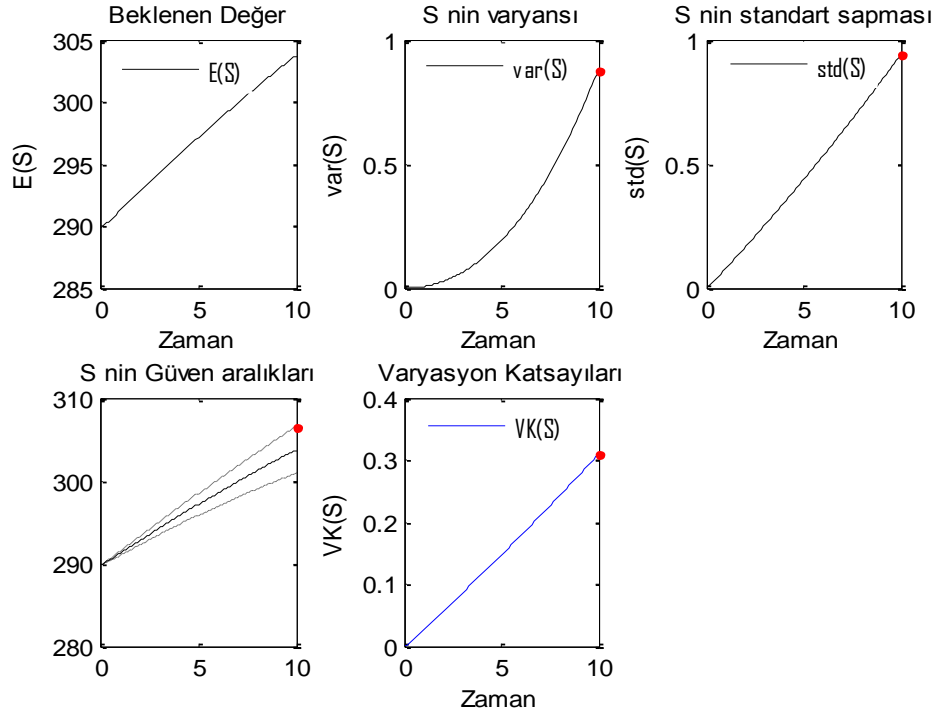 Beklenen Değer
305
300
295
290
285
E(S)
E(S)
0
5
10
Zaman
S nin varyansı
1
0.5
0
var(S)
var(S)
0
5
10
Zaman
S nin standart sapması
1
0.5
0
std(S)
std(S)
0
5
10
Zaman
S nin Güven aralıkları
310
300
290
280
0
5
10
Varyasyon Katsayıları
0.4
0.3
0.2
0.1
0
VK(S)
VK(S)
0
5
10
Zaman